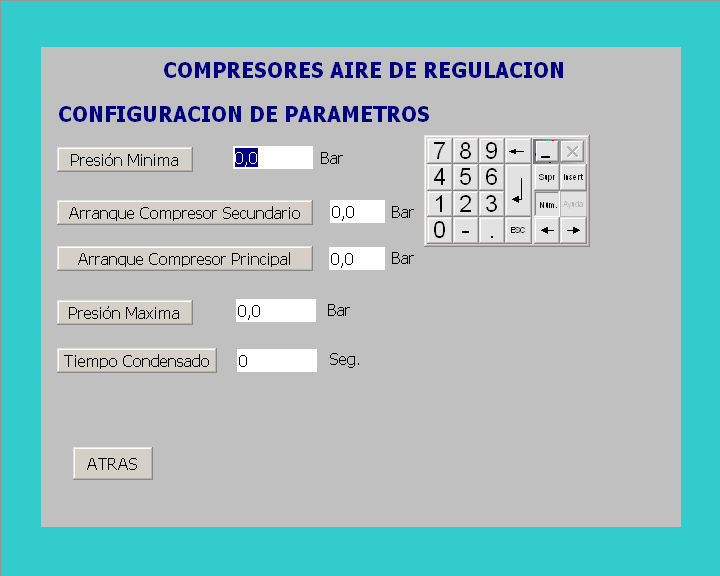 COMPRESORES AIRE DE REGULACION
CONFIGURACION DE PARAMETROS
Presión Minima 0,0 Bar
Arranque Compresor Secundario 0,0 Bar
Arranque Compresor Principal 0,0 Bar
Presión Maxima 0,0 Bar
Tiempo Condensado 0 Seg.
ATRAS
7 8 9
4 5 6 Supr Insert
1 2 3 Núm. Ayuda
0 - . ESC